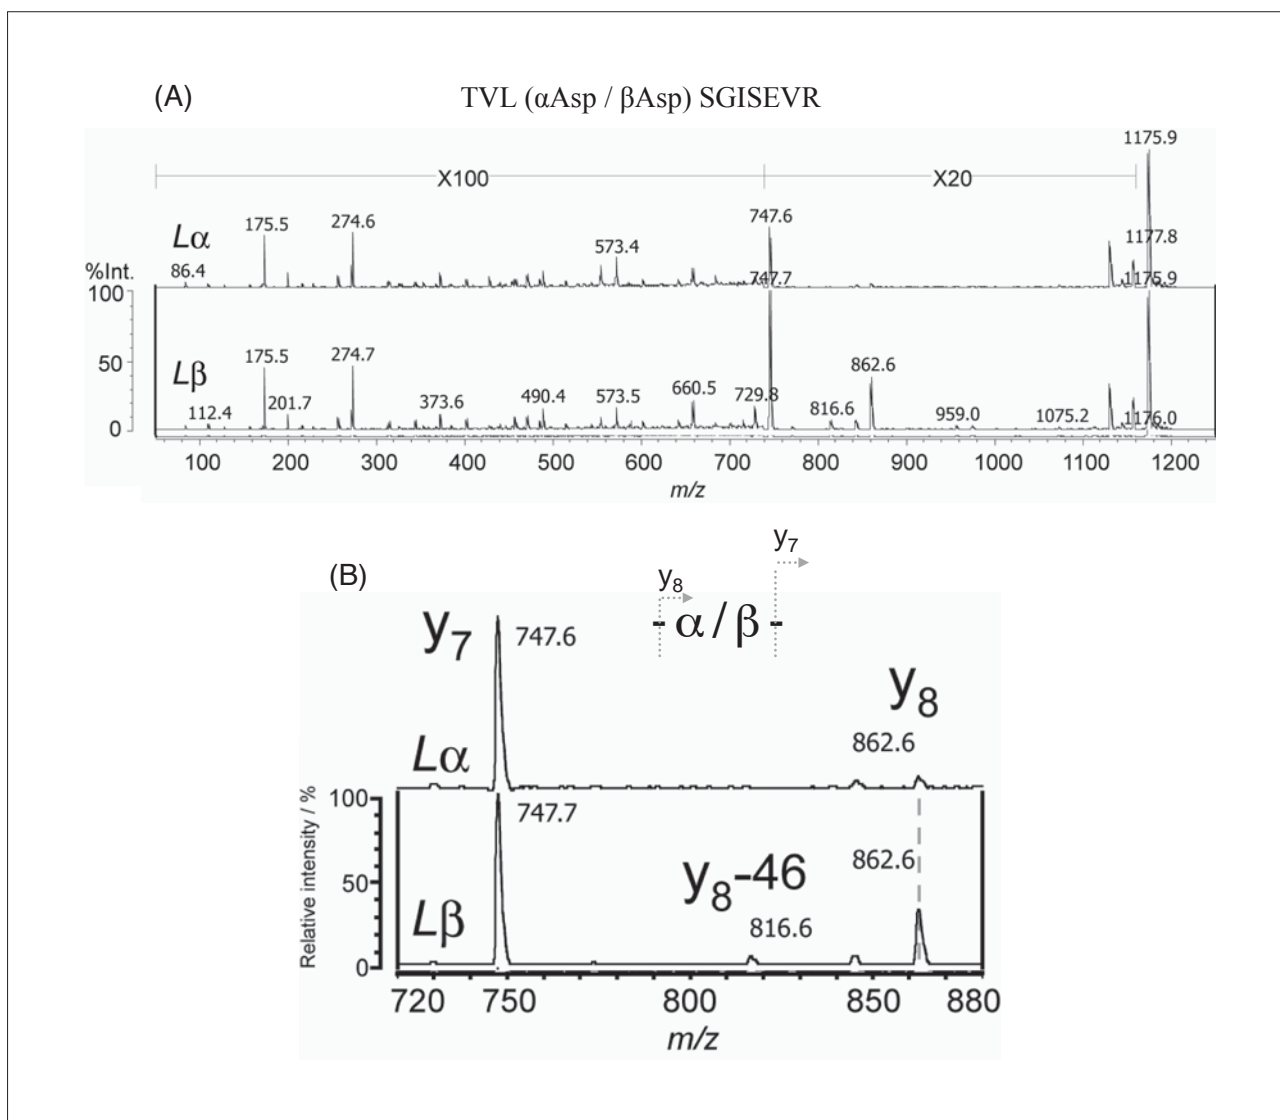 (A) TVL (αAsp / βAsp) SGISEVR
1175.9
X100 X20
175.5 274.6 747.6
Lα 573.4 1177.8
86.4 747.7 1175.9
%Int.
100
175.5 274.7
50 862.6
Lβ 660.5
112.4 201.7 373.6 490.4 573.5 729.8 816.6 959.0 1075.2 1176.0
0
100 200 300 400 500 600 700 800 900 1000 1100 1200
m/z
(B)
y7
y8
- α / β -
y7 747.6
y8
Lα 862.6
100 747.7
y8-46 862.6
50
Lβ 816.6
0
Relative intensity / %
720 750 800 850 880
m/z